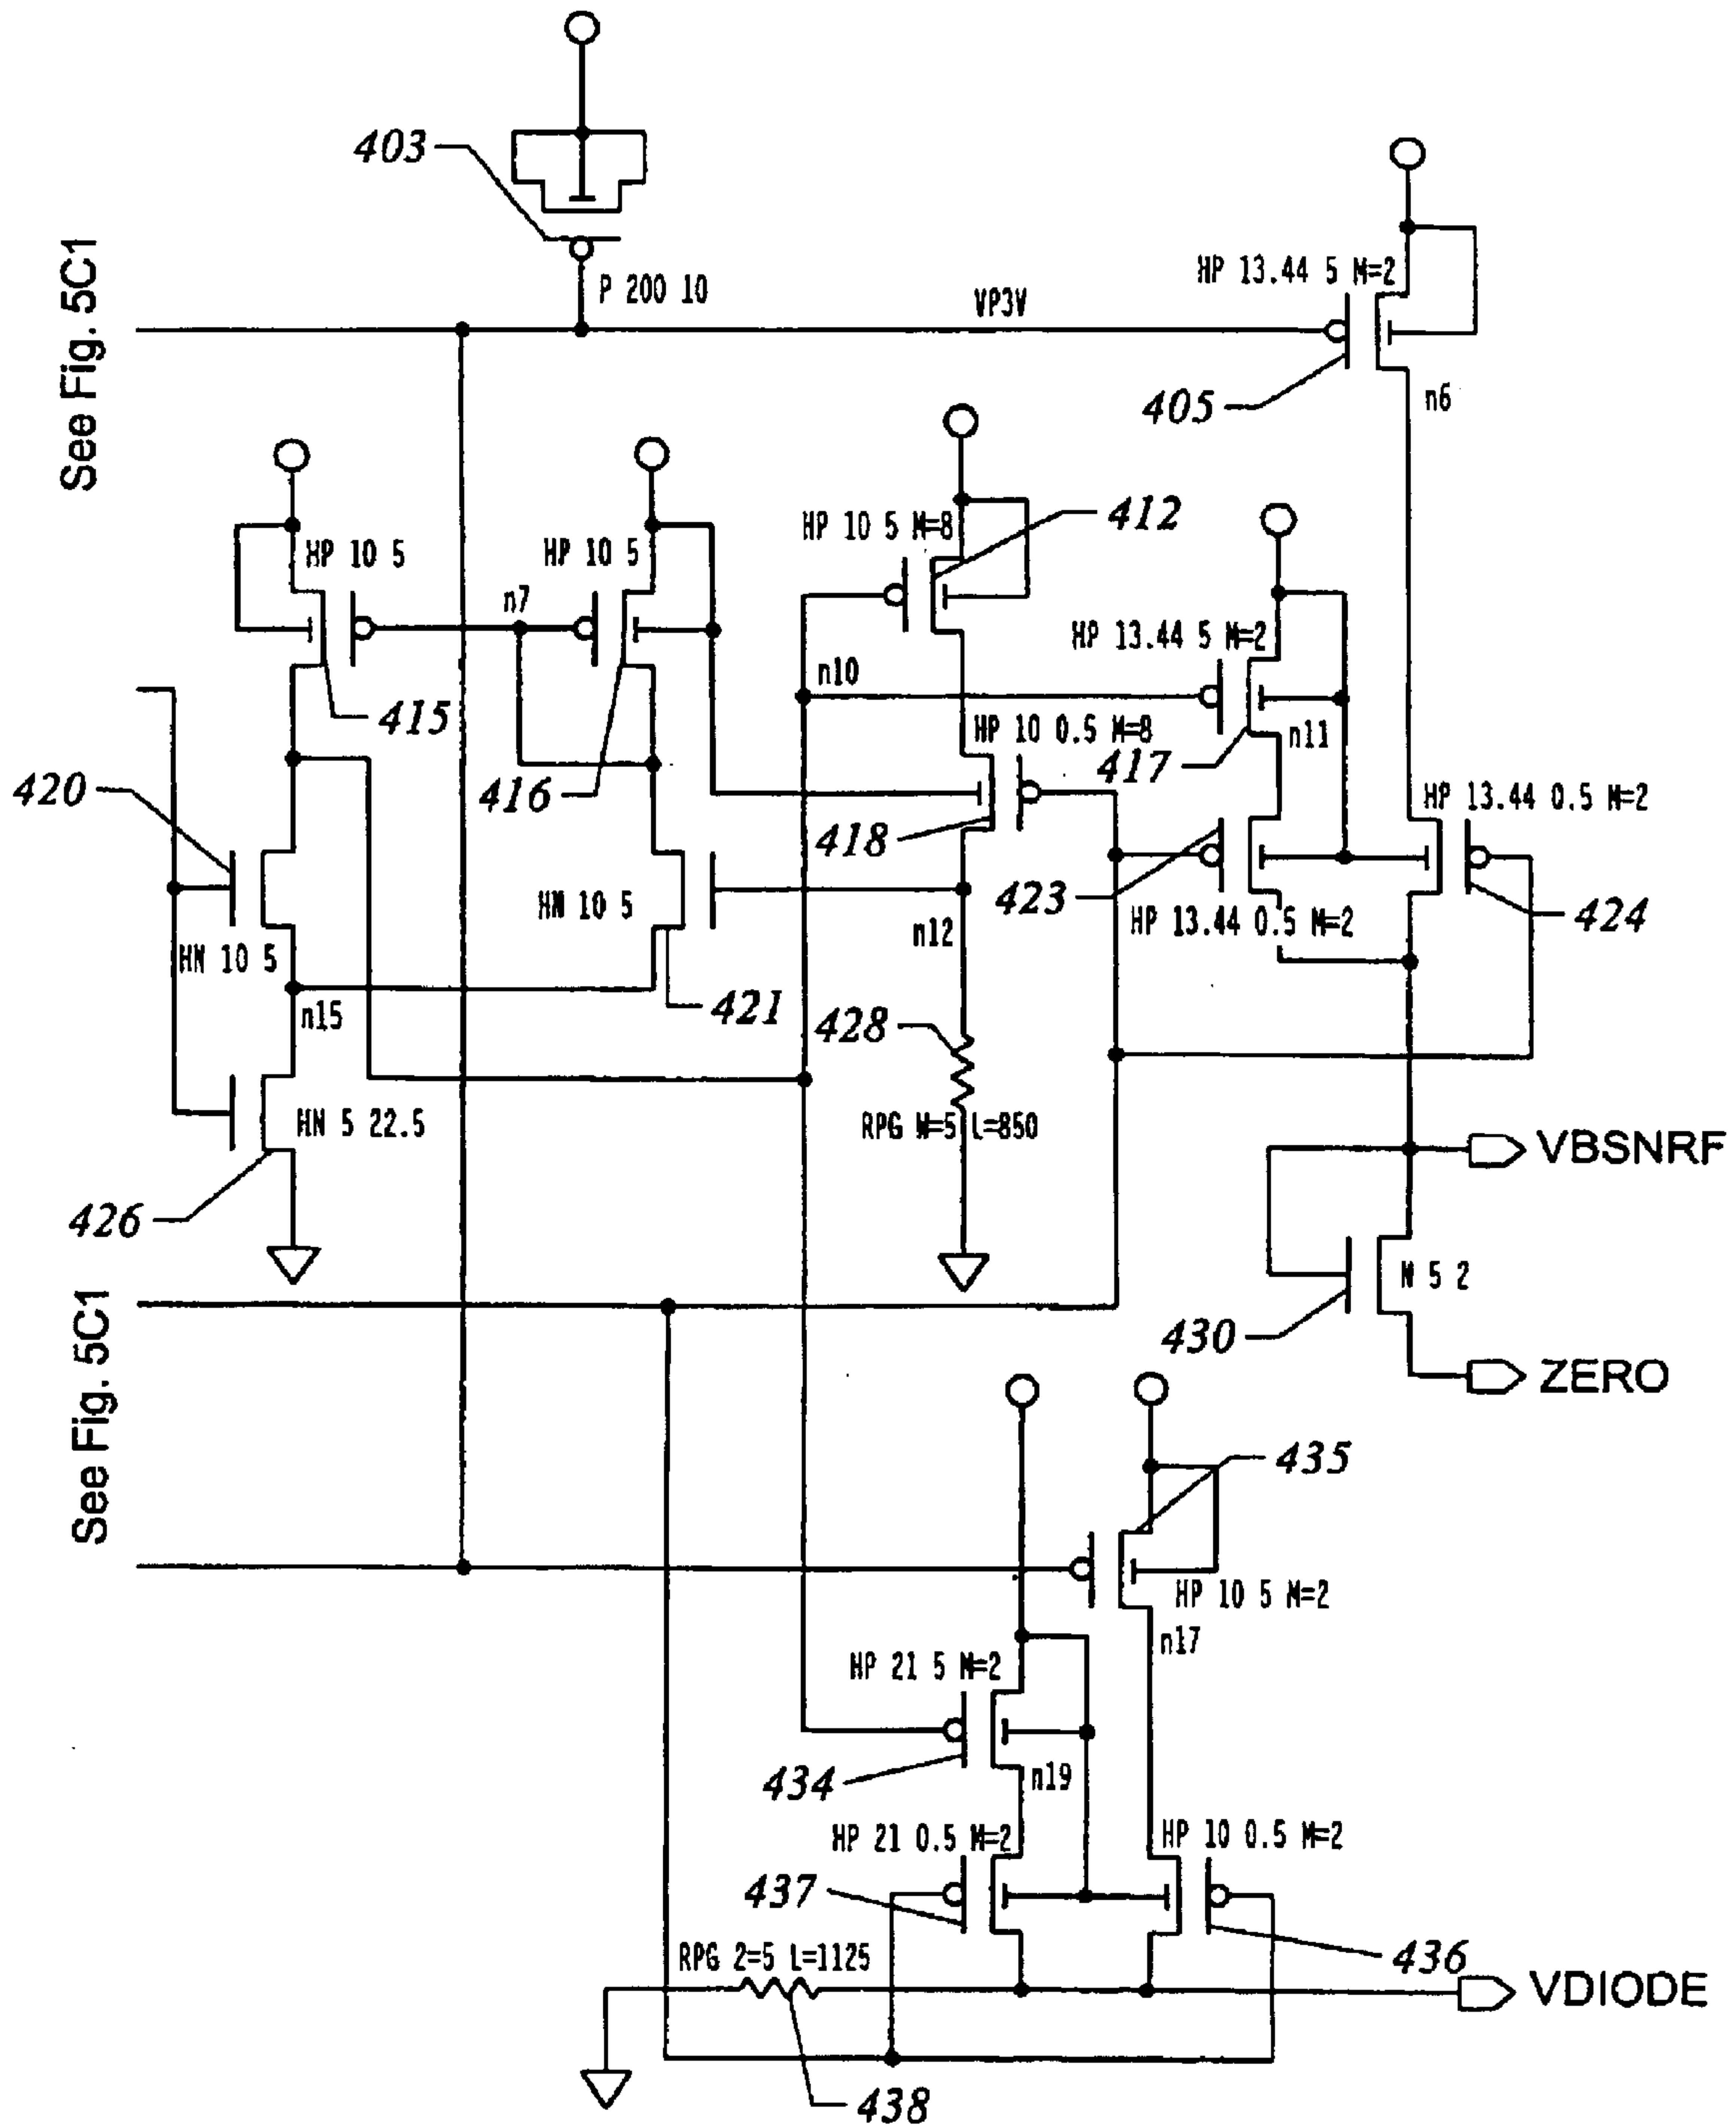 403
P 200 10
See Fig. 5C1
VP3V
HP 13.44 5 M=2
405
n6
HP 10 5
415
n7
HP 10 5
416
HP 10 5 M=8
412
n10
HP 13.44 5 M=2
n11
417
HP 10 0.5 M=8
418
HP 13.44 0.5 M=2
424
423
HP 13.44 0.5 M=2
420
HN 10 5
n15
HN 10 5
421
n12
428
RPG W=5 L=850
HN 5 22.5
426
VBSNRF
N 5 2
430
ZERO
See Fig. 5C1
435
HP 10 5 M=2
n17
HP 21 5 M=2
434
n19
HP 21 0.5 M=2
437
HP 10 0.5 M=2
436
RPG 2=5 L=1125
438
VDIODE